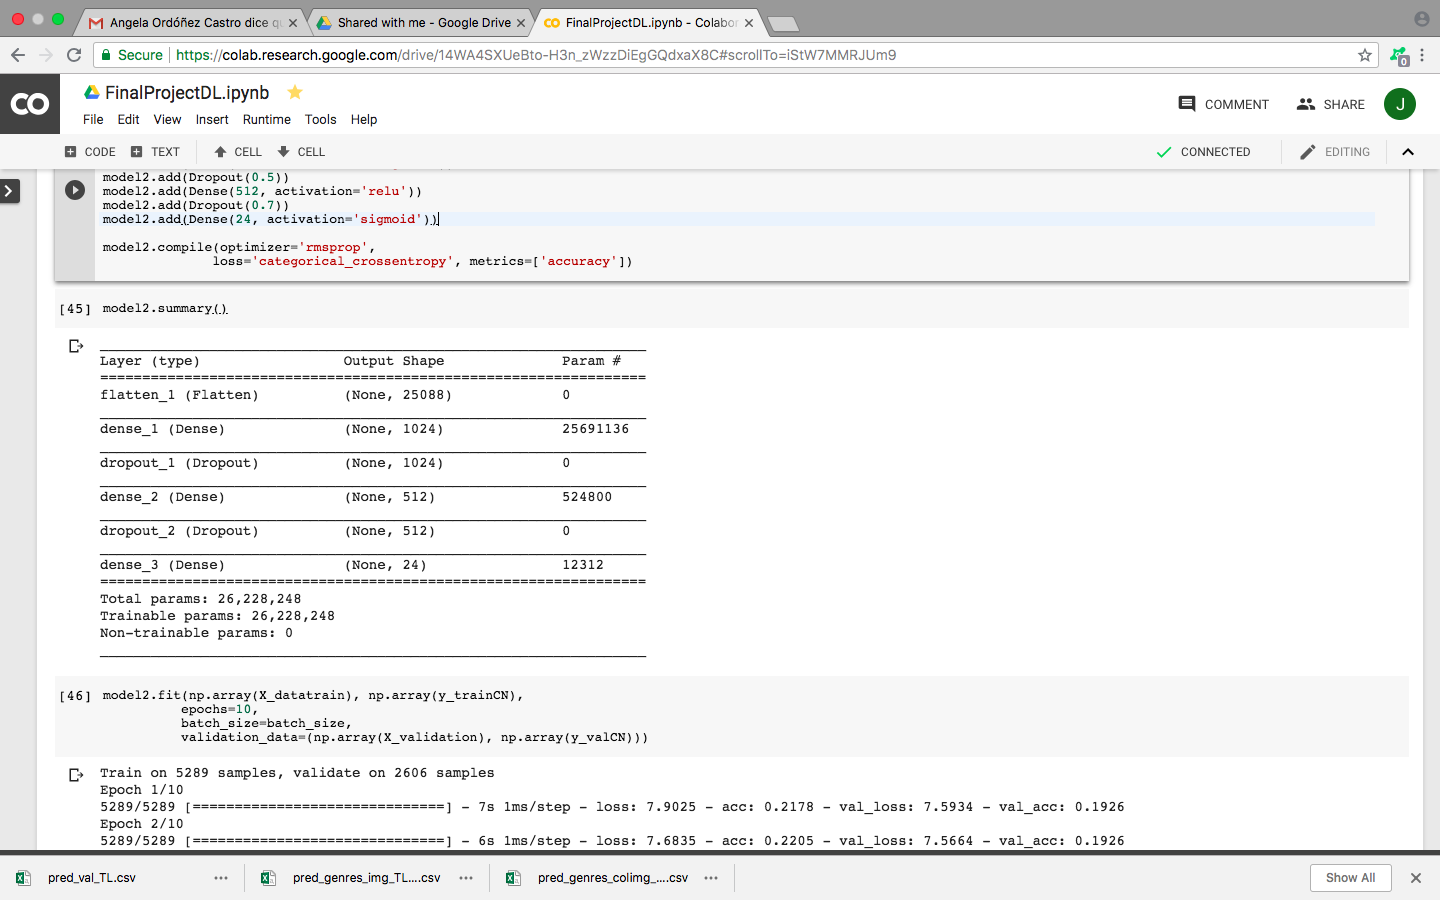 Angela Ordóñez Castro dice qu
Shared with me - Google Drive
FinalProjectDL.ipynb - Colabor
Secure
https://colab.research.google.com/drive/14WA4SXUeBto-H3n_zWzzDiEgGQdxaX8C#scrollTo=iStW7MMRJUm9
0
CO
FinalProjectDL.ipynb
COMMENT
SHARE
J
File Edit View Insert Runtime Tools Help
CODE TEXT CELL CELL
CONNECTED
EDITING
model2.add(Dropout(0.5))
model2.add(Dense(512, activation='relu'))
model2.add(Dropout(0.7))
model2.add(Dense(24, activation='sigmoid'))
model2.compile(optimizer='rmsprop',
loss='categorical_crossentropy', metrics=['accuracy'])
[45] model2.summary()
Layer (type) Output Shape Param #
=================================================================
flatten_1 (Flatten) (None, 25088) 0
dense_1 (Dense) (None, 1024) 25691136
dropout_1 (Dropout) (None, 1024) 0
dense_2 (Dense) (None, 512) 524800
dropout_2 (Dropout) (None, 512) 0
dense_3 (Dense) (None, 24) 12312
=================================================================
Total params: 26,228,248
Trainable params: 26,228,248
Non-trainable params: 0
[46] model2.fit(np.array(X_datatrain), np.array(y_trainCN),
epochs=10,
batch_size=batch_size,
validation_data=(np.array(X_validation), np.array(y_valCN)))
Train on 5289 samples, validate on 2606 samples
Epoch 1/10
5289/5289 [==============================] - 7s 1ms/step - loss: 7.9025 - acc: 0.2178 - val_loss: 7.5934 - val_acc: 0.1926
Epoch 2/10
5289/5289 [==============================] - 6s 1ms/step - loss: 7.6835 - acc: 0.2205 - val_loss: 7.5664 - val_acc: 0.1926
pred_val_TL.csv
pred_genres_img_TL....csv
pred_genres_colimg_....csv
Show All